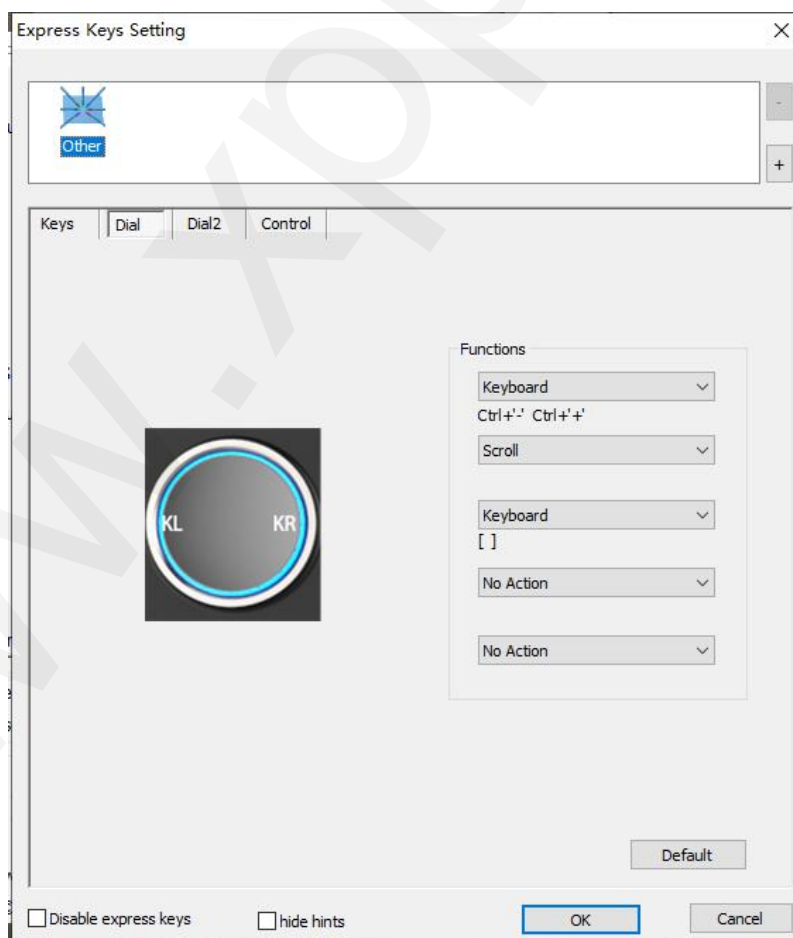 Express Keys Setting
Other
-
+
Keys Dial Dial2 Control
Functions
Keyboard
Ctrl+'-' Ctrl+'+'
Scroll
KL KR
Keyboard
[ ]
No Action
No Action
Default
Disable express keys hide hints OK Cancel